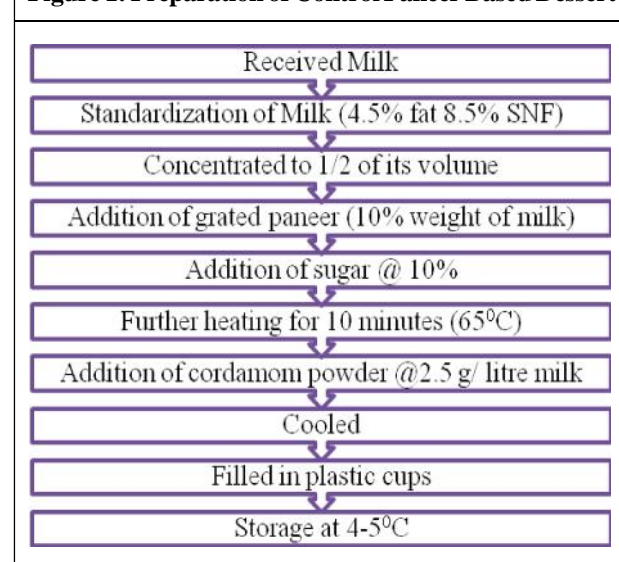 Figure Preparation of Control Paneer Based Dessert
Received Milk
Standardization of Milk (4.5% fat 8.5% SNF)
Concentrated to 1/2 of its volume
Addition of grated paneer (10% weight of milk)
Addition of sugar @ 10%
Further heating for 10 minutes (65⁰C)
Addition of cordamom powder @2.5 g/ litre milk
Cooled
Filled in plastic cups
Storage at 4-5⁰C